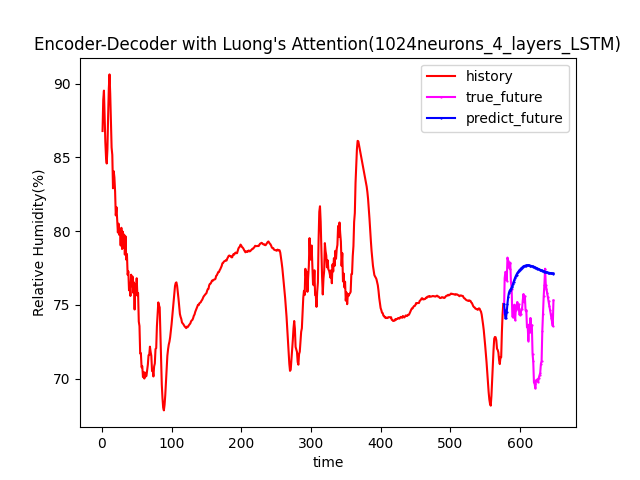 Encoder-Decoder with Luong's Attention(1024neurons_4_layers_LSTM)
history
true_future
predict_future
Relative Humidity(%)
90
85
80
75
70
0 100 200 300 400 500 600
time